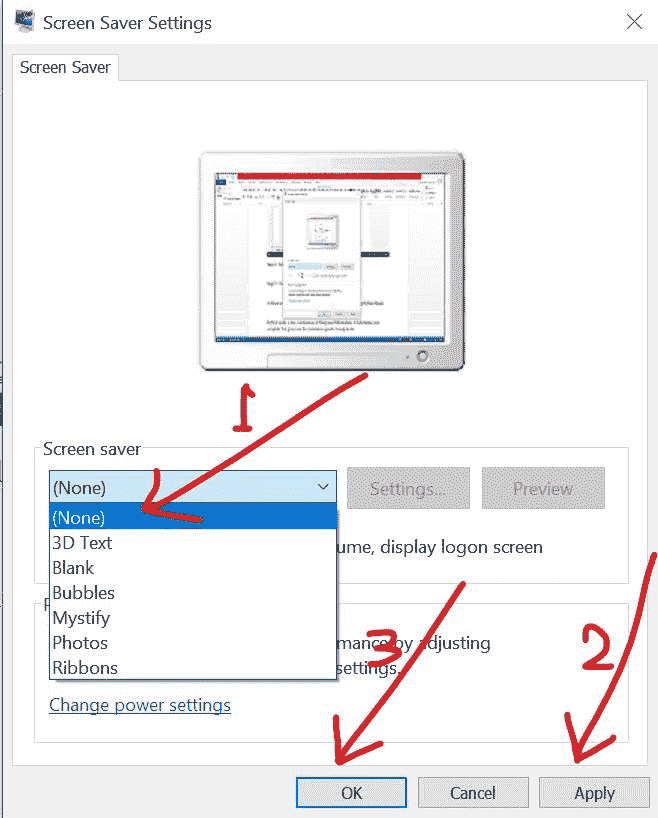 Screen Saver Settings
Screen Saver
1
Screen saver
(None)
Settings...
Preview
(None)
3D Text
Blank
ume, display logon screen
Bubbles
Mystify
Photos
mance by adjusting
3
2
Ribbons
settings.
Change power settings
OK
Cancel
Apply